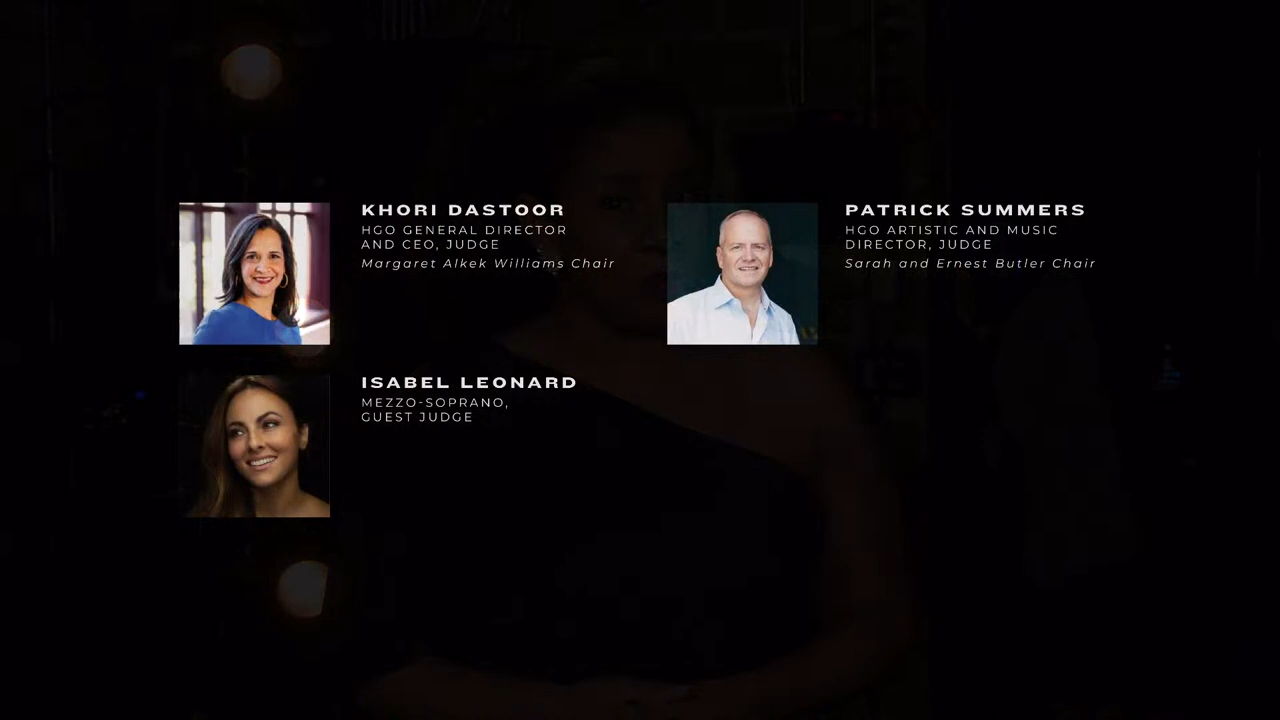 KHORI DASTOOR
HGO GENERAL DIRECTOR
AND CEO, JUDGE
Margaret Alkek Williams Chair
PATRICK SUMMERS
HGO ARTISTIC AND MUSIC
DIRECTOR, JUDGE
Sarah and Ernest Butler Chair
ISABEL LEONARD
MEZZO-SOPRANO,
GUEST JUDGE